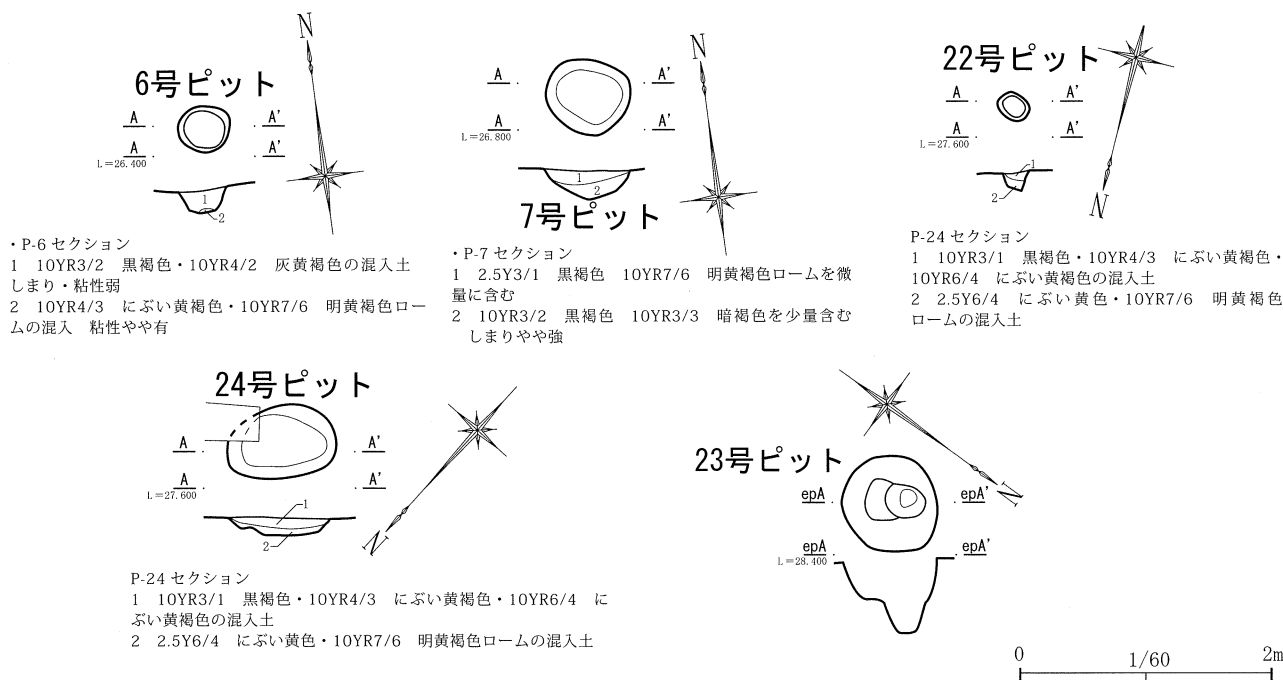 N
6号ピット
A A'
A A'
L=26.400
1
2
・P-6 セクション
1 10YR3/2 黒褐色・10YR4/2 灰黄褐色の混入土
しまり・粘性弱
2 10YR4/3 にぶい黄褐色・10YR7/6 明黄褐色ロー
ムの混入 粘性やや有
N
A A'
A A'
L=26.800
1
2
7号ピット
・P-7 セクション
1 2.5Y3/1 黒褐色 10YR7/6 明黄褐色ロームを微
量に含む
2 10YR3/2 黒褐色 10YR3/3 暗褐色を少量含む
しまりやや強
22号ピット
A A'
A A'
L=27.600
1
2
N
P-24 セクション
1 10YR3/1 黒褐色・10YR4/3 にぶい黄褐色・
10YR6/4 にぶい黄褐色の混入土
2 2.5Y6/4 にぶい黄色・10YR7/6 明黄褐色
ロームの混入土
24号ピット
A A'
A A'
L=27.600
1
2
N
P-24 セクション
1 10YR3/1 黒褐色・10YR4/3 にぶい黄褐色・10YR6/4 に
ぶい黄褐色の混入土
2 2.5Y6/4 にぶい黄色・10YR7/6 明黄褐色ロームの混入土
23号ピット
N
epA epA'
epA epA'
L=28.400
0 1/60 2m